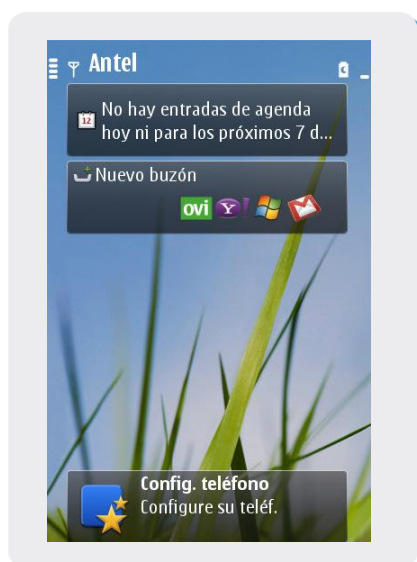 Antel
12
No hay entradas de agenda
hoy ni para los próximos 7 d...
Nuevo buzón
ovi Y!
Config. teléfono
Configure su teléf.